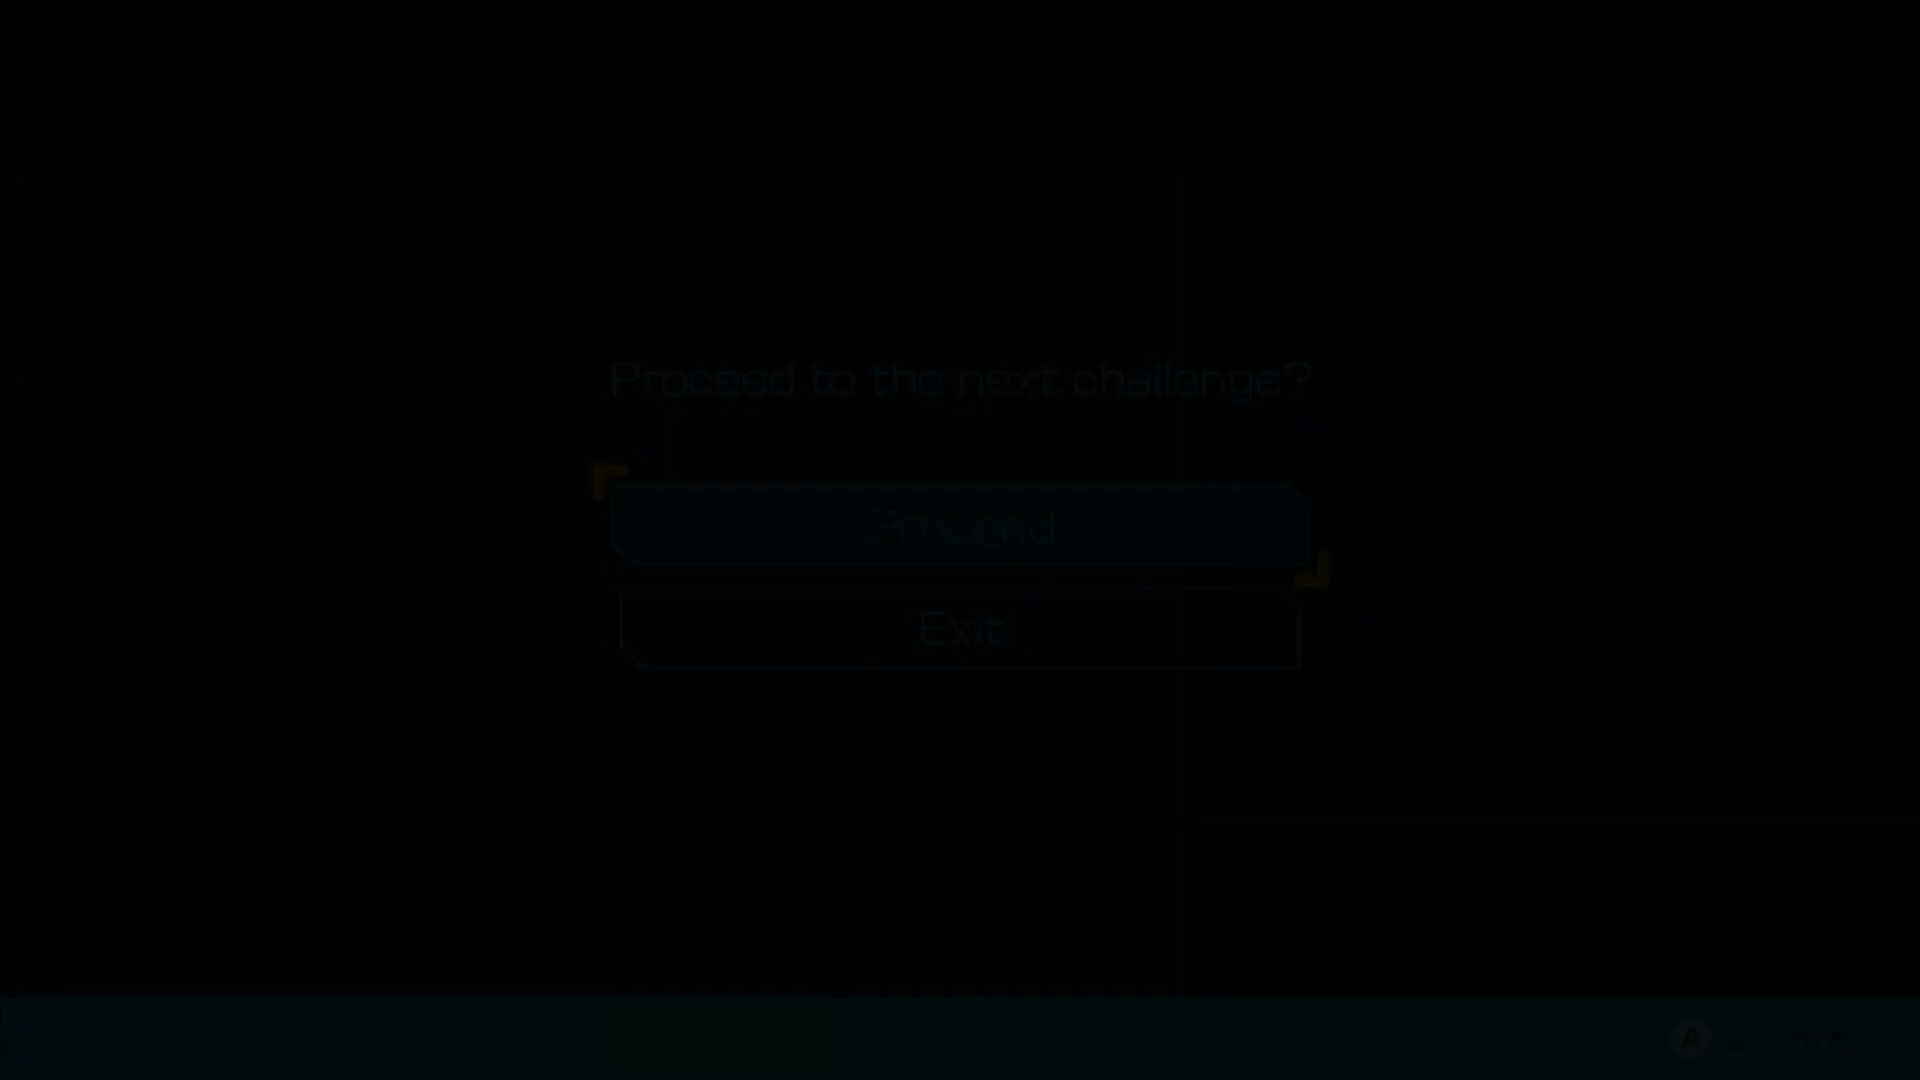 Proceed to the next challenge?
Proceed
Exit
A